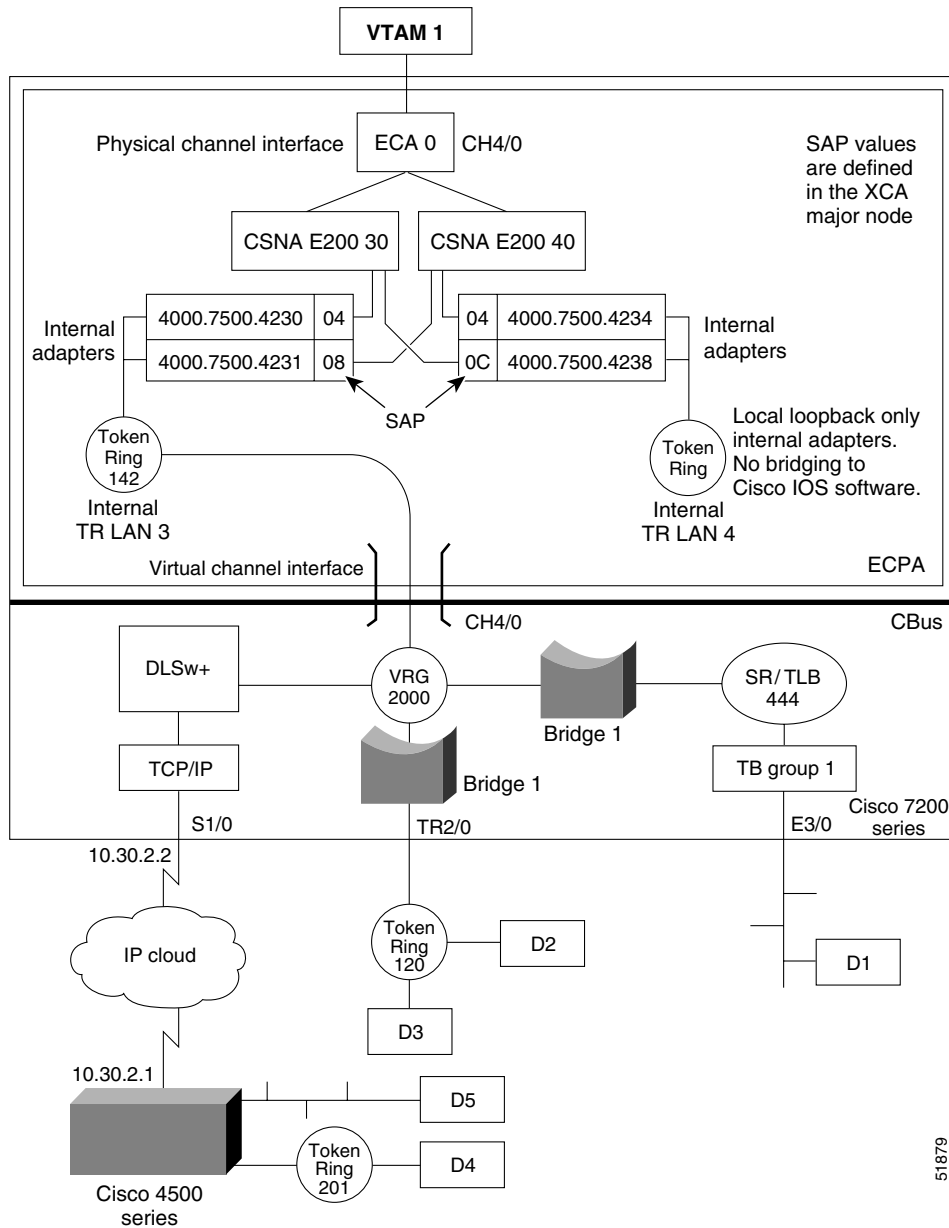 VTAM 1
Physical channel interface
ECA 0
CH4/0
SAP values
are defined
in the XCA
major node
CSNA E200 30
CSNA E200 40
Internal
adapters
4000.7500.4230
04
4000.7500.4231
08
04
4000.7500.4234
0C
4000.7500.4238
Internal
adapters
SAP
Token
Ring
142
Internal
TR LAN 3
Token
Ring
Internal
TR LAN 4
Local loopback only
internal adapters.
No bridging to
Cisco IOS software.
Virtual channel interface
ECPA
CH4/0
CBus
DLSw+
VRG
2000
Bridge 1
SR/TLB
444
TCP/IP
Bridge 1
TB group 1
Cisco 7200
series
S1/0
TR2/0
E3/0
10.30.2.2
IP cloud
Token
Ring
120
D2
D1
D3
10.30.2.1
D5
Token
Ring
201
D4
Cisco 4500
series
51879